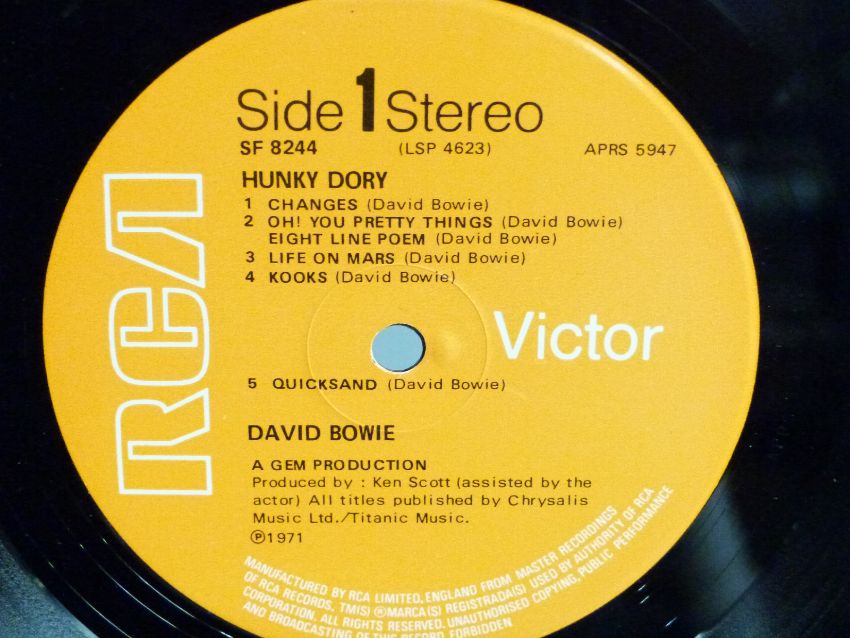 Side 1 Stereo
SF 8244 (LSP 4623) APRS 5947
HUNKY DORY
1 CHANGES (David Bowie)
2 OH! YOU PRETTY THINGS (David Bowie)
EIGHT LINE POEM (David Bowie)
3 LIFE ON MARS (David Bowie)
4 KOOKS (David Bowie)
RCA
Victor
5 QUICKSAND (David Bowie)
DAVID BOWIE
A GEM PRODUCTION
Produced by : Ken Scott (assisted by the
actor) All titles published by Chrysalis
Music Ltd./Titanic Music.
Ⓟ1971
MANUFACTURED BY RCA LIMITED, ENGLAND FROM MASTER RECORDINGS
OF RCA RECORDS. TM(S) ®MARCA(S) REGISTRADA(S) USED BY AUTHORITY OF RCA
CORPORATION. ALL RIGHTS RESERVED. UNAUTHORISED COPYING, PUBLIC PERFORMANCE
AND BROADCASTING OF THIS RECORD FORBIDDEN